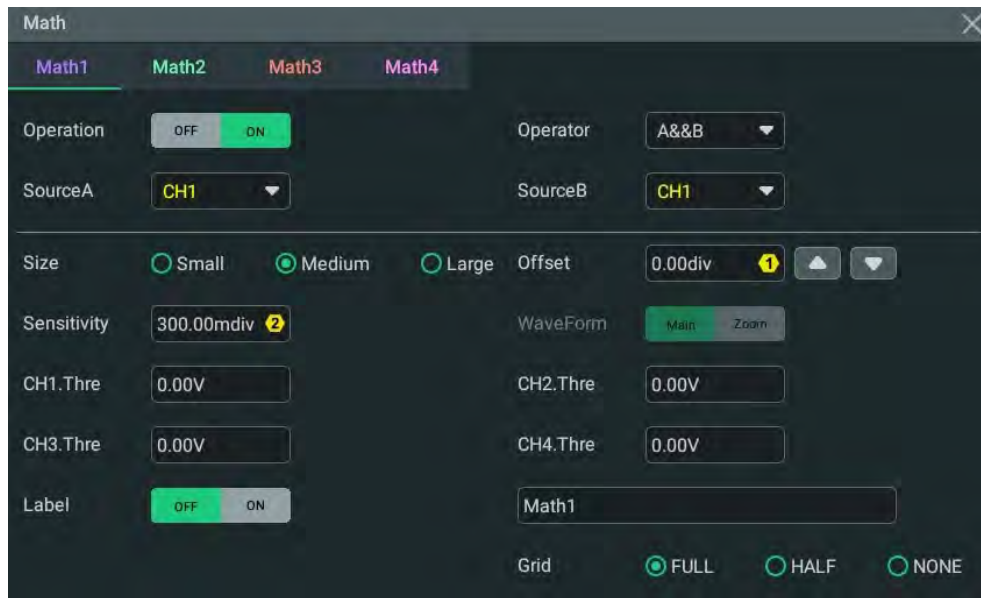 Math
Math1 Math2 Math3 Math4
Operation OFF ON Operator A&&B
SourceA CH1 SourceB CH1
Size Small Medium Large Offset 0.00div 1
Sensitivity 300.00mdiv 2 WaveForm Main Zoom
CH1.Thre 0.00V CH2.Thre 0.00V
CH3.Thre 0.00V CH4.Thre 0.00V
Label OFF ON Math1
Grid FULL HALF NONE